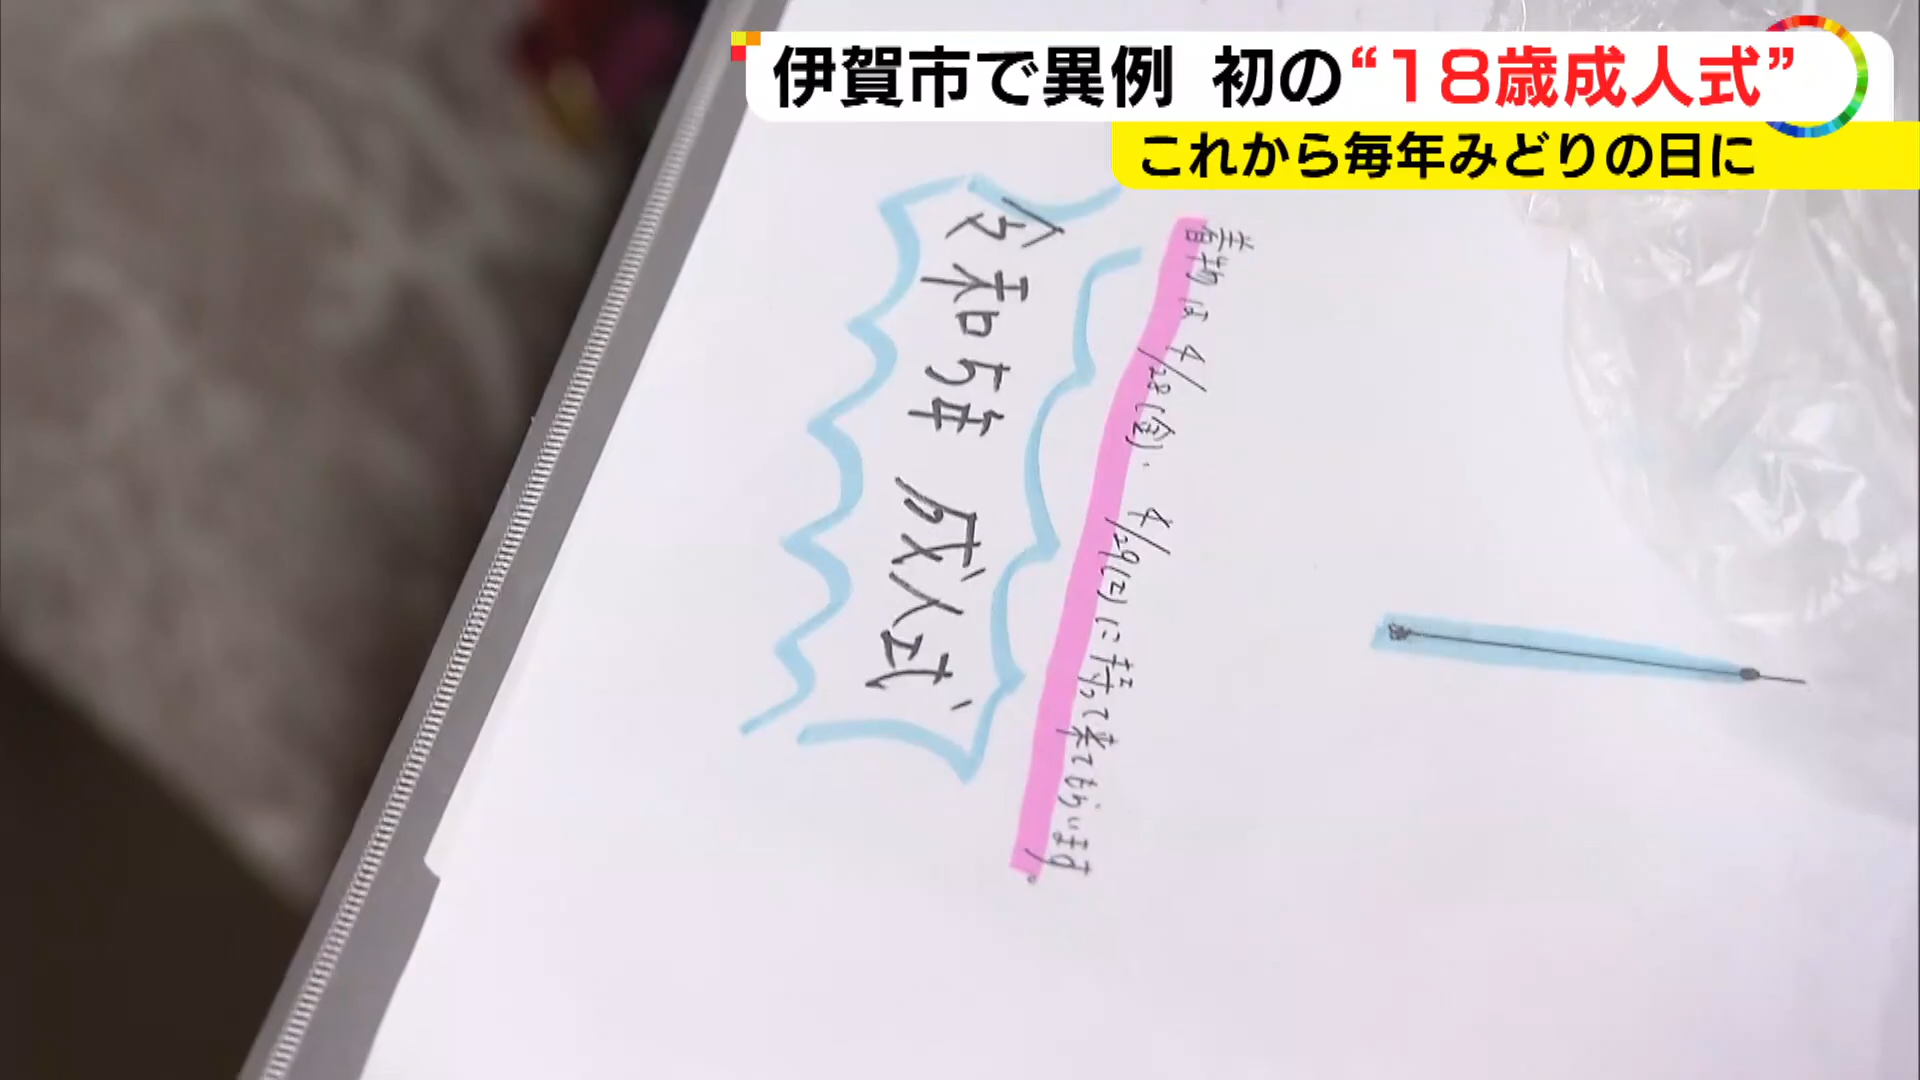 伊賀市で異例 初の“18歳成人式”
これから毎年みどりの日に
着物は4/28(金)、4/29(土)に持って来てもらいます。
令和5年 成人式